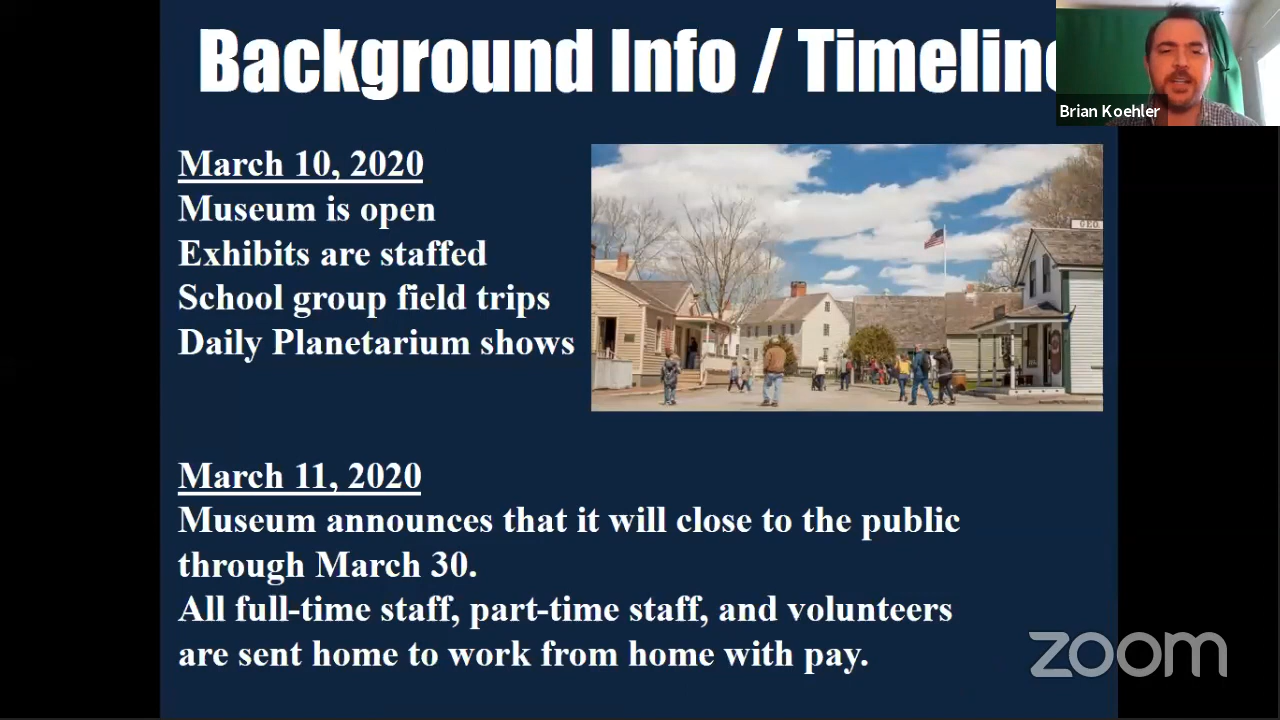 Background Info / Timeline
Brian Koehler
March 10, 2020
Museum is open
Exhibits are staffed
School group field trips
Daily Planetarium shows
GEO
March 11, 2020
Museum announces that it will close to the public
through March 30.
All full-time staff, part-time staff, and volunteers
are sent home to work from home with pay.
zoom